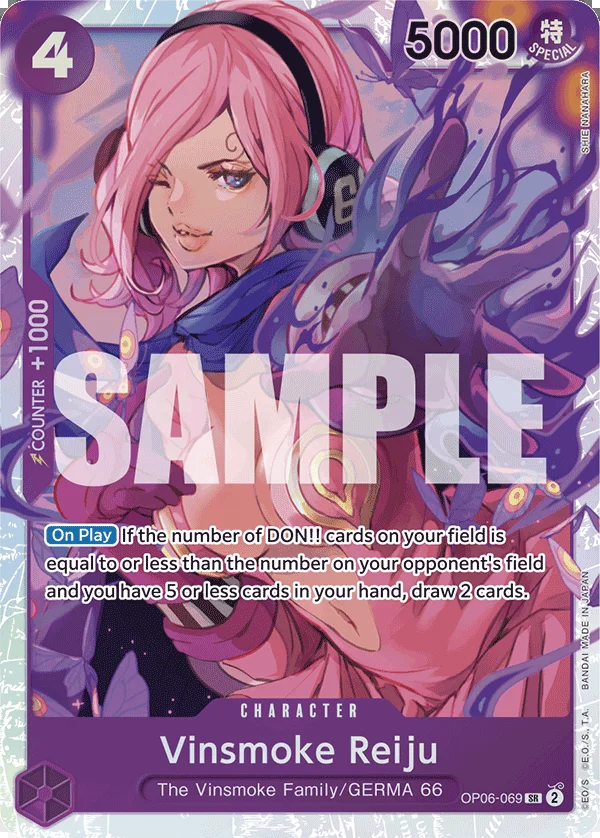 4
5000
特
SPECIAL
SHIE NANAHARA
COUNTER +1000
6
SAMPLE
On Play If the number of DON!! cards on your field is
equal to or less than the number on your opponent's field
and you have 5 or less cards in your hand, draw 2 cards.
CHARACTER
Vinsmoke Reiju
The Vinsmoke Family/GERMA 66
OP06-069 SR 2
©E.O./S., T.A. BANDAI MADE IN JAPAN
©EO/S